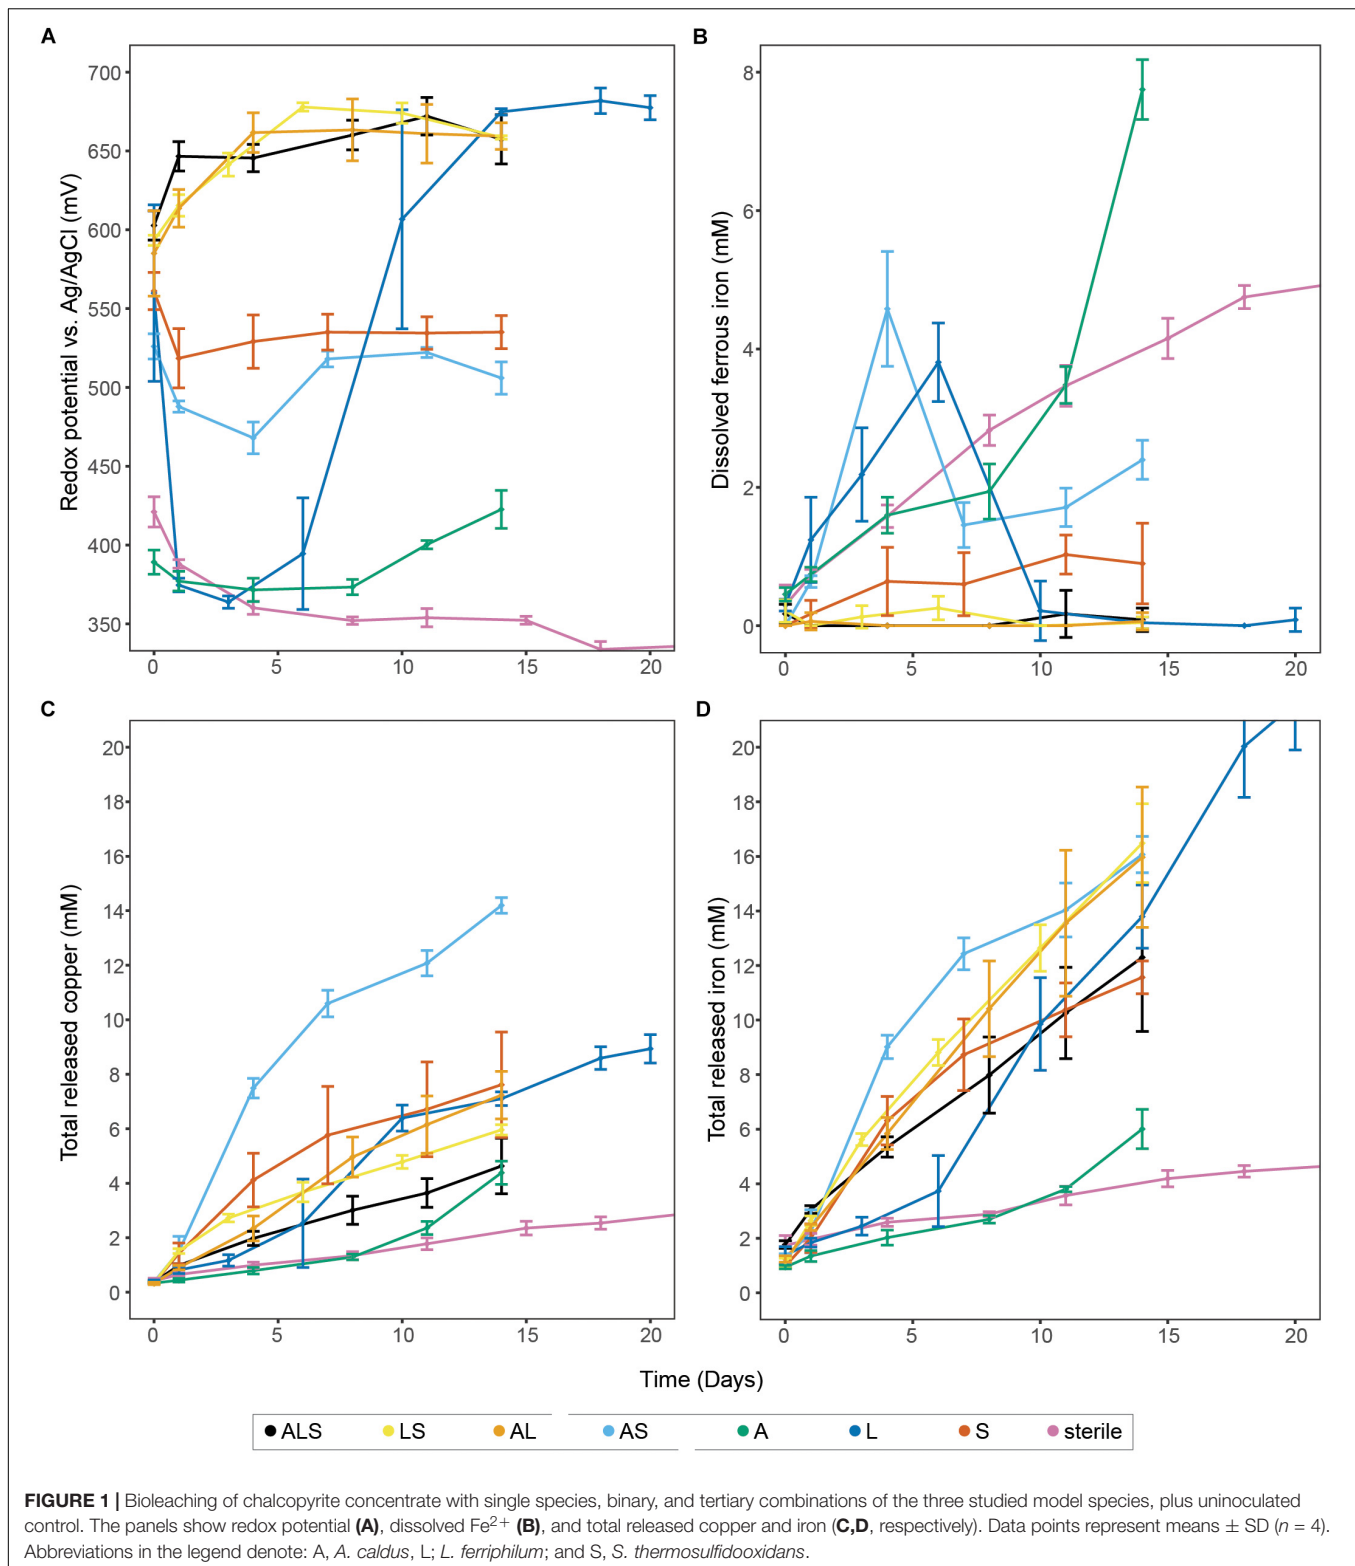 A
Redox potential vs. Ag/AgCl (mV)
700
650
600
550
500
450
400
350
0 5 10 15 20
B
Dissolved ferrous iron (mM)
8
6
4
2
0
0 5 10 15 20
C
Total released copper (mM)
20
18
16
14
12
10
8
6
4
2
0
0 5 10 15 20
D
Total released iron (mM)
20
18
16
14
12
10
8
6
4
2
0
0 5 10 15 20
Time (Days)
ALS LS AL AS A L S sterile
FIGURE 1 | Bioleaching of chalcopyrite concentrate with single species, binary, and tertiary combinations of the three studied model species, plus uninoculated
control. The panels show redox potential (A), dissolved Fe²⁺ (B), and total released copper and iron (C,D, respectively). Data points represent means ± SD (n = 4).
Abbreviations in the legend denote: A, A. caldus, L; L. ferriphilum; and S, S. thermosulfidooxidans.